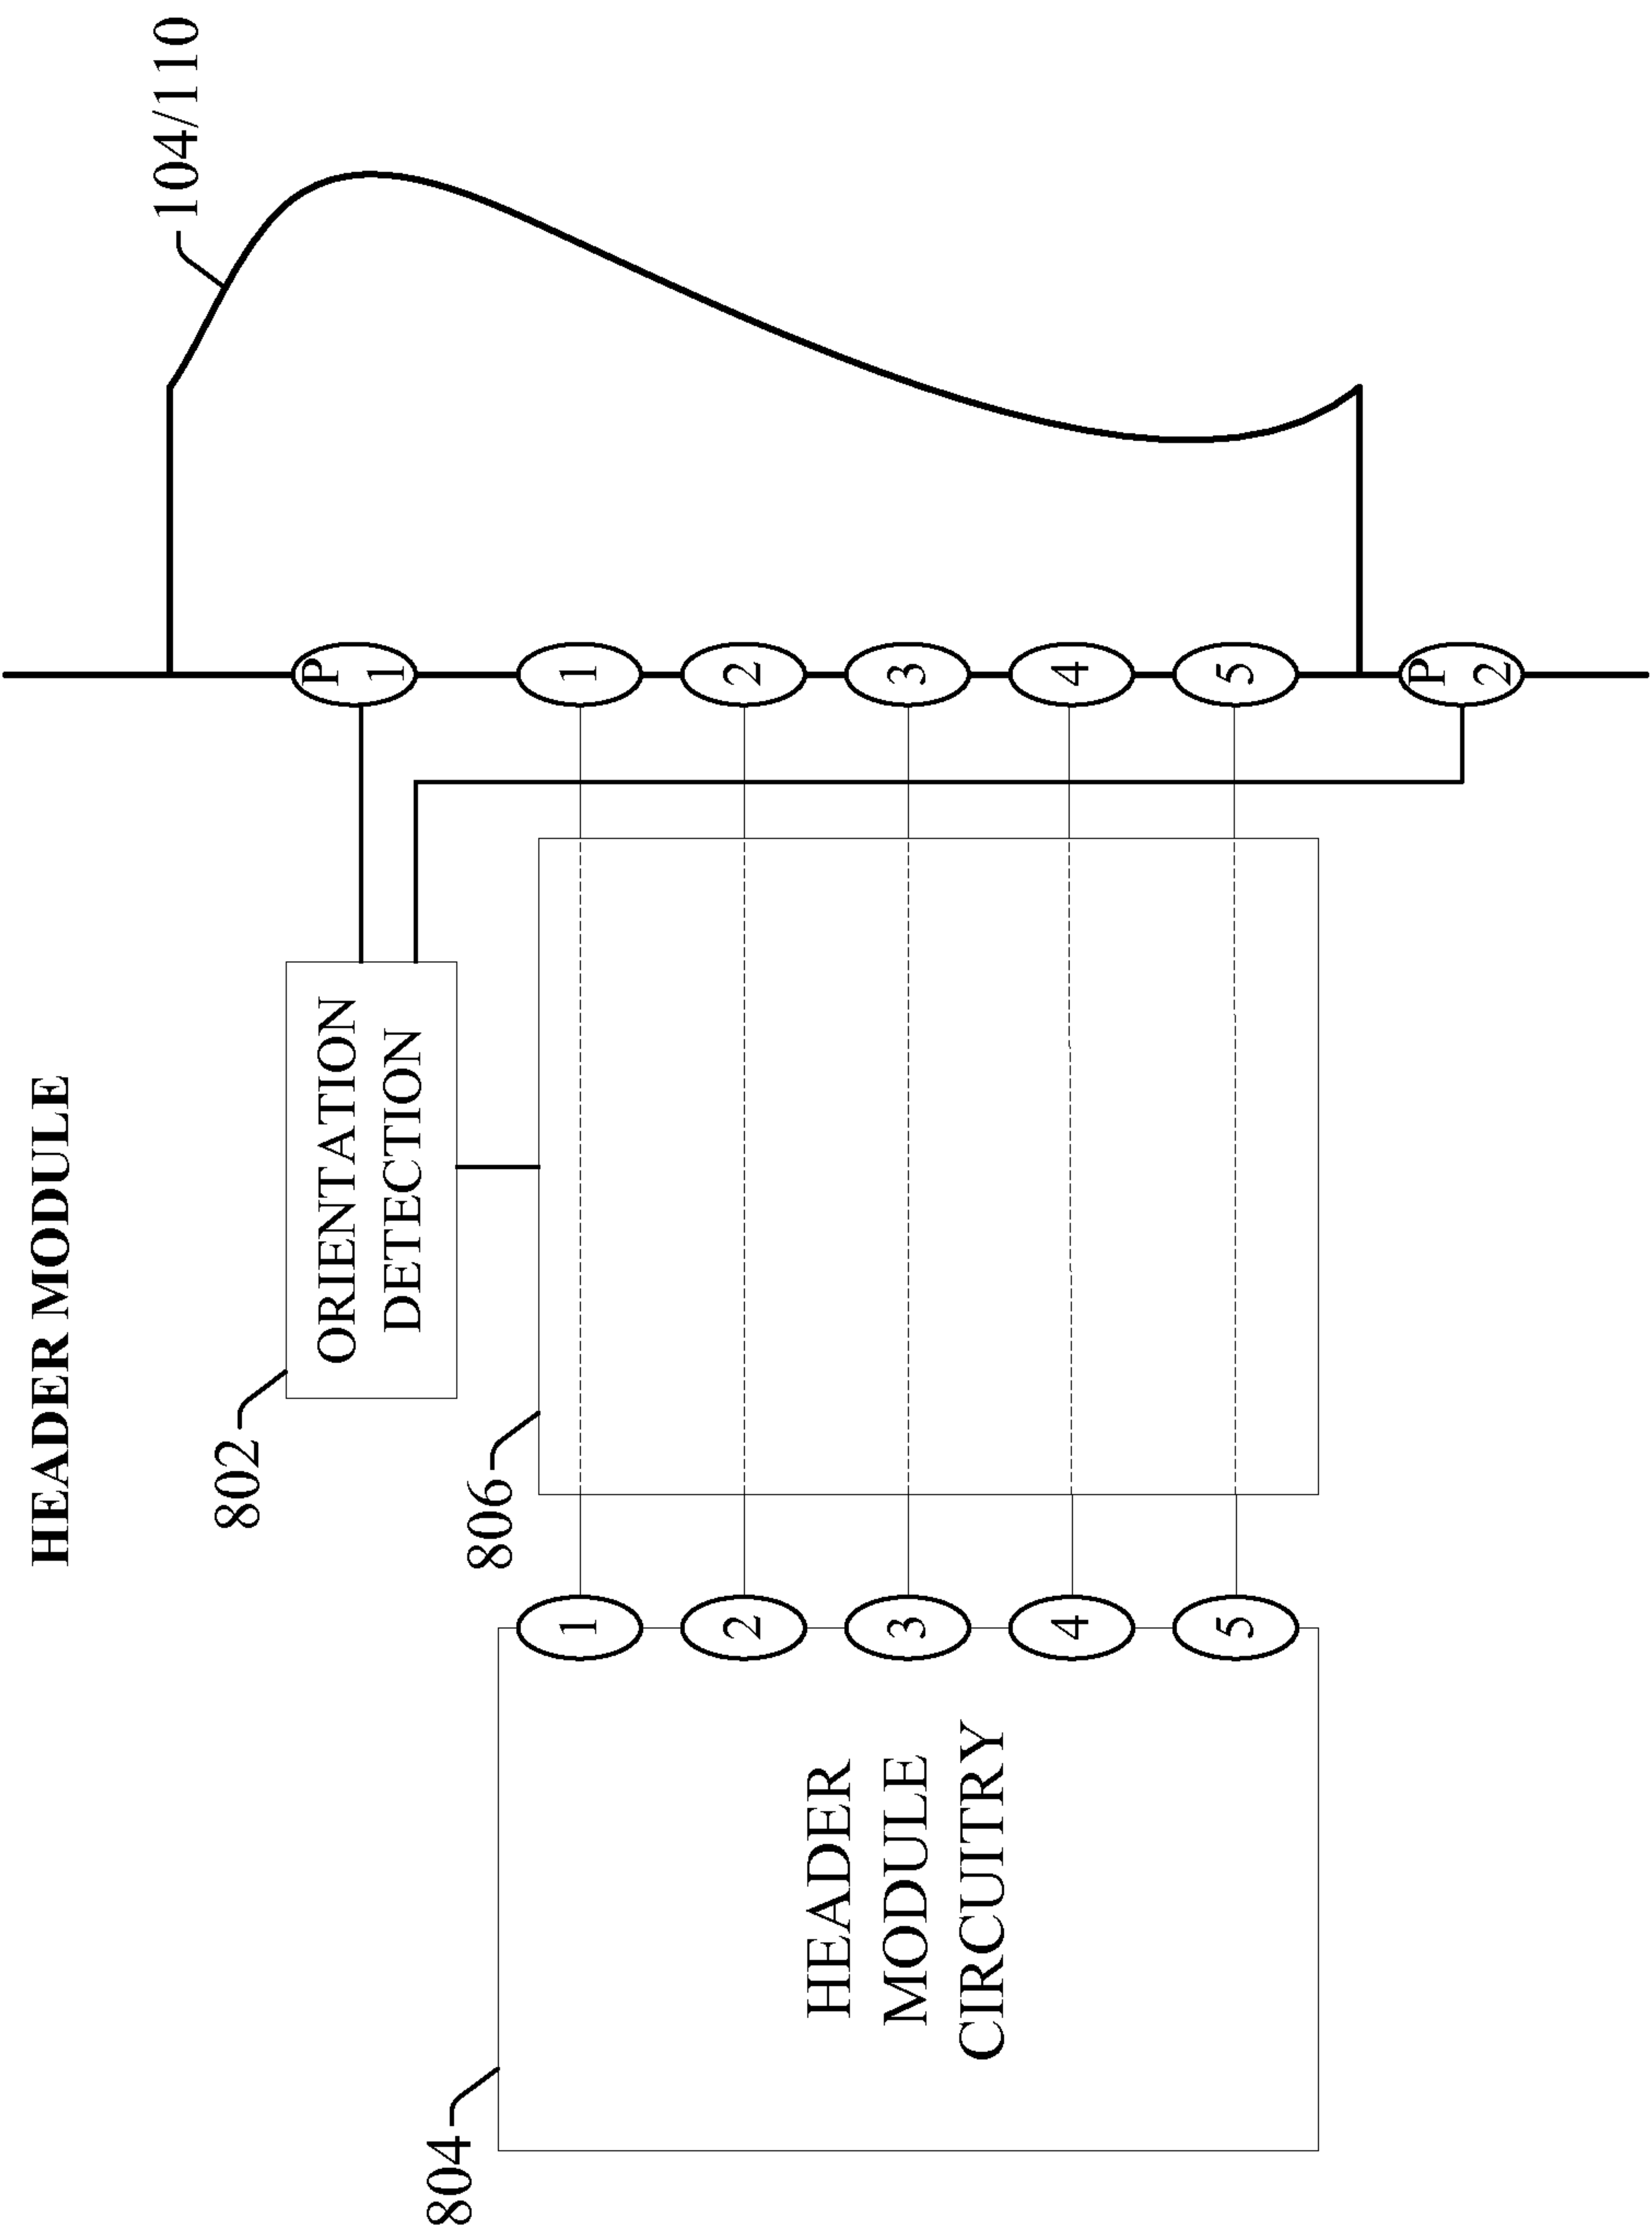 HEADER MODULE
104/110
802
ORIENTATION
DETECTION
806
804
HEADER
MODULE
CIRCUITRY
1
2
3
4
5
P
1
1
2
3
4
5
P
2